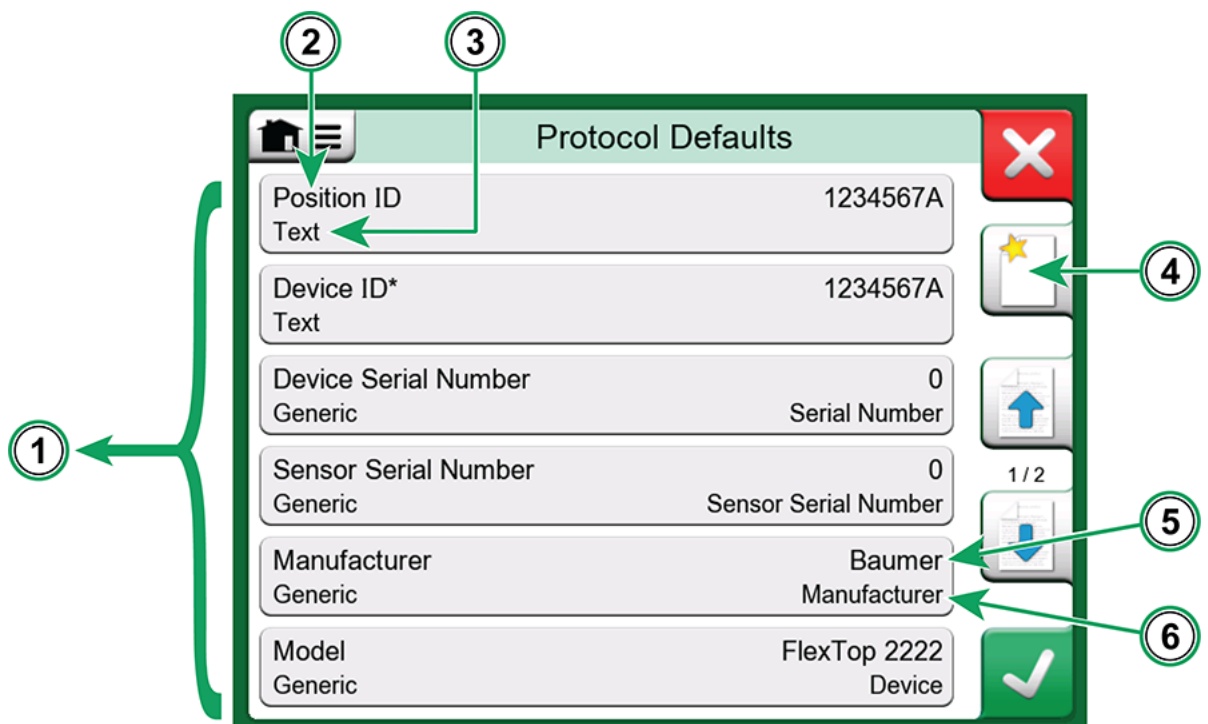 2
3
Protocol Defaults
Position ID 1234567A
Text
4
Device ID* 1234567A
Text
Device Serial Number 0
Generic Serial Number
1
Sensor Serial Number 0
1 / 2
Generic Sensor Serial Number
5
Manufacturer Baumer
Generic Manufacturer
6
Model FlexTop 2222
Generic Device